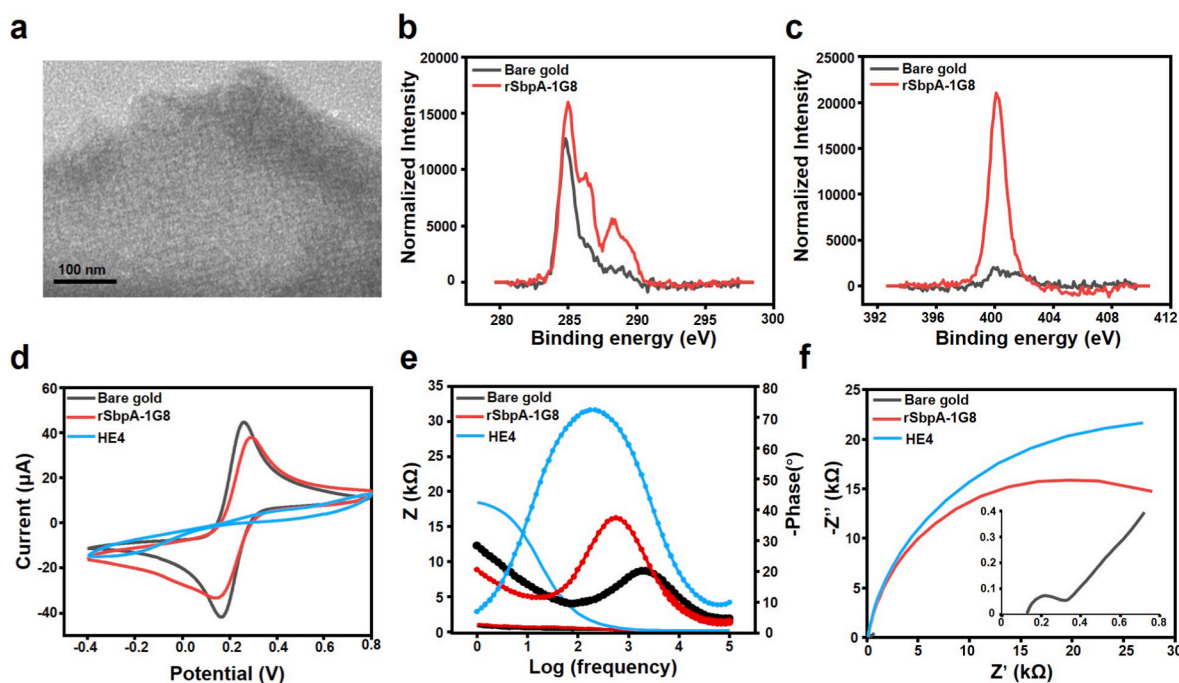 a
100 nm
b
Normalized Intensity
20000
15000
10000
5000
0
Bare gold
rSbpA-1G8
280
285
290
295
300
Binding energy (eV)
c
Normalized Intensity
25000
20000
15000
10000
5000
0
Bare gold
rSbpA-1G8
392
396
400
404
408
412
Binding energy (eV)
d
Current (µA)
60
40
20
0
-20
-40
Bare gold
rSbpA-1G8
HE4
-0.4
-0.2
0.0
0.2
0.4
0.6
0.8
Potential (V)
e
Z (kΩ)
35
30
25
20
15
10
5
0
Bare gold
rSbpA-1G8
HE4
80
70
60
50
40
30
20
10
0
-Phase(°)
0
1
2
3
4
5
Log (frequency)
f
-Z'' (kΩ)
25
20
15
10
5
0
Bare gold
rSbpA-1G8
HE4
0.4
0.3
0.2
0.1
0
0
0.2
0.4
0.6
0.8
0
5
10
15
20
25
30
Z' (kΩ)